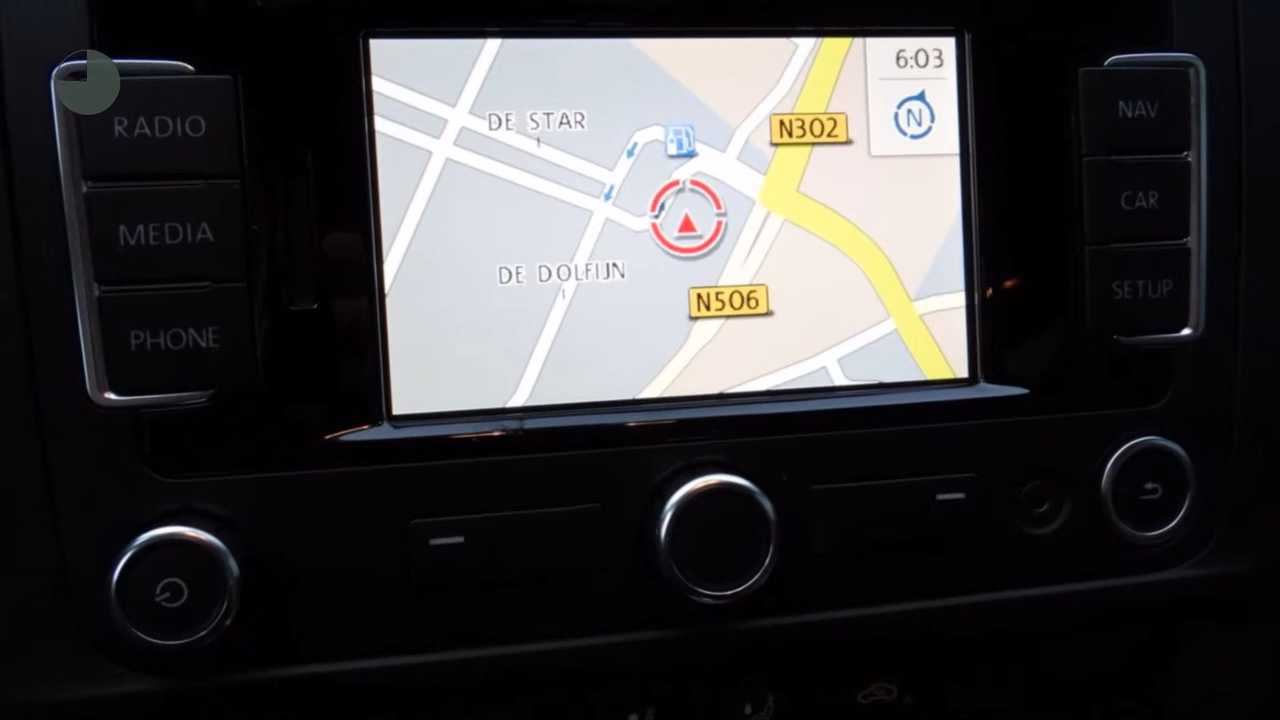 RADIO
MEDIA
PHONE
DE STAR
DE DOLFIJN
N302
N506
6:03
N
NAV
CAR
SETUP